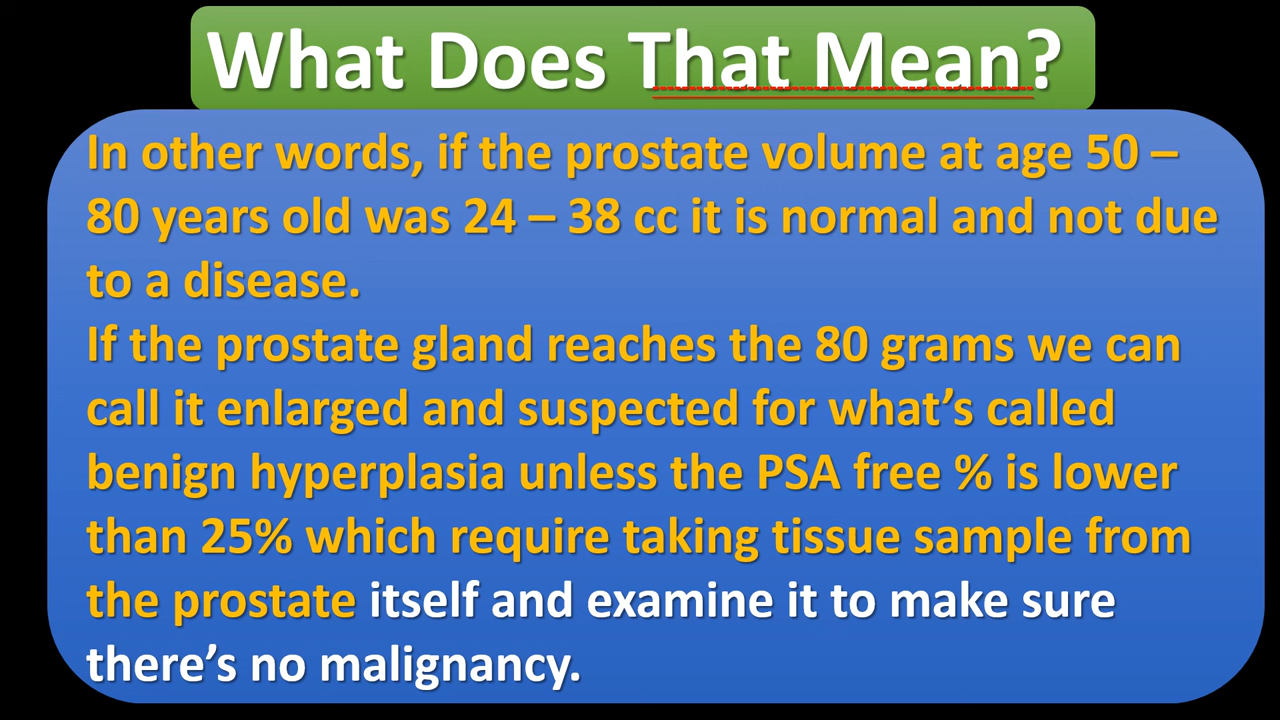 What Does That Mean?
In other words, if the prostate volume at age 50 –
80 years old was 24 – 38 cc it is normal and not due
to a disease.
If the prostate gland reaches the 80 grams we can
call it enlarged and suspected for what’s called
benign hyperplasia unless the PSA free % is lower
than 25% which require taking tissue sample from
the prostate itself and examine it to make sure
there’s no malignancy.